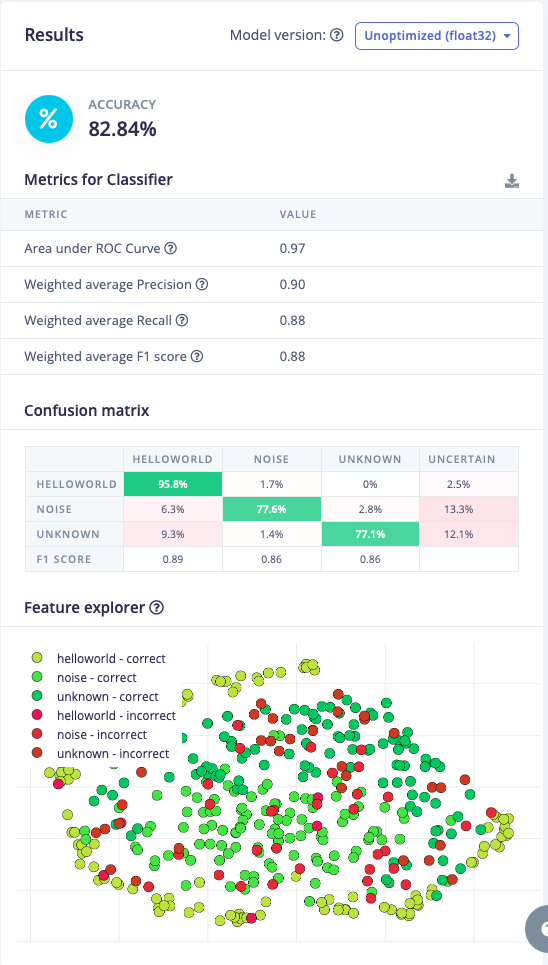 Results
Model version: Unoptimized (float32)
%
ACCURACY
82.84%
Metrics for Classifier
METRIC VALUE
Area under ROC Curve ? 0.97
Weighted average Precision ? 0.90
Weighted average Recall ? 0.88
Weighted average F1 score ? 0.88
Confusion matrix
HELLOWORLD NOISE UNKNOWN UNCERTAIN
HELLOWORLD 95.8% 1.7% 0% 2.5%
NOISE 6.3% 77.6% 2.8% 13.3%
UNKNOWN 9.3% 1.4% 77.1% 12.1%
F1 SCORE 0.89 0.86 0.86
Feature explorer ?
helloworld - correct
noise - correct
unknown - correct
helloworld - incorrect
noise - incorrect
unknown - incorrect